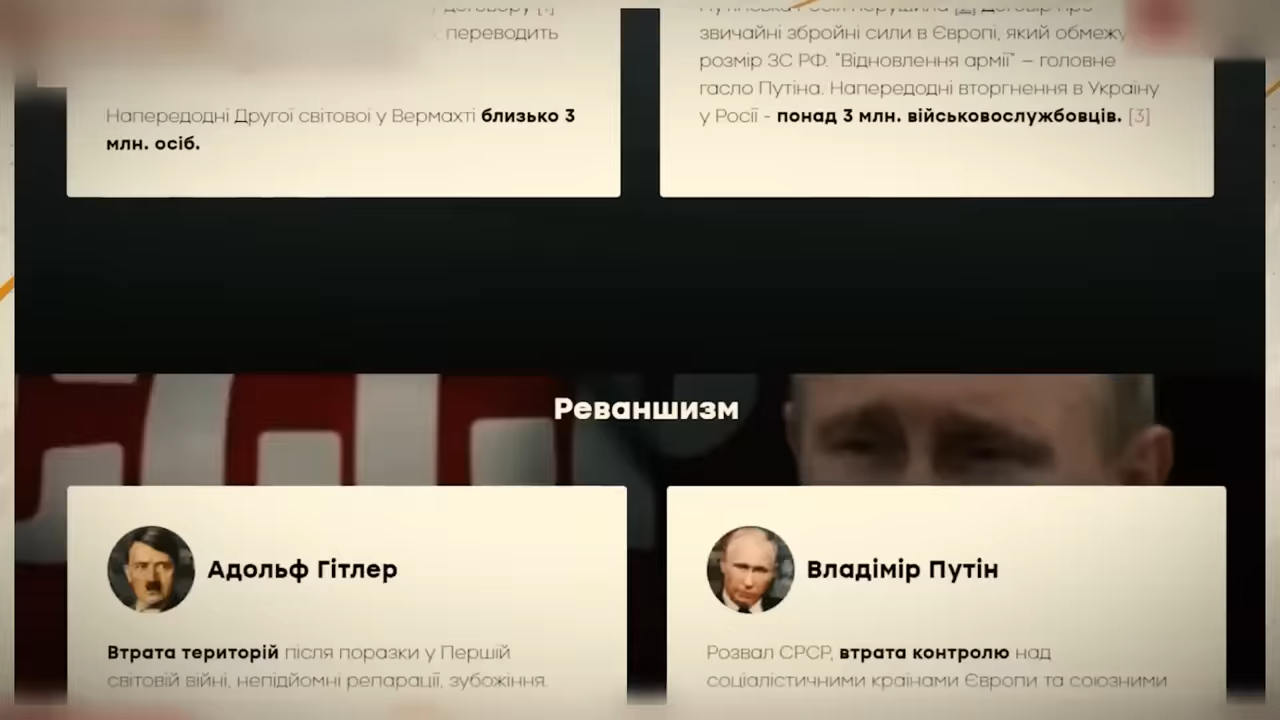 договору [1]
переводить
Напередодні Другої світової у Вермахті близько 3
млн. осіб.
звичайні збройні сили в Європі, який обмежу
розмір ЗС РФ. "Відновлення армії" – головне
гасло Путіна. Напередодні вторгнення в Україну
у Росії - понад 3 млн. військовослужбовців. [3]
Реваншизм
Адольф Гітлер
Втрата територій після поразки у Першій
світовій війні, непідйомні репарації, зубожіння.
Владімір Путін
Розвал СРСР, втрата контролю над
соціалістичними країнами Європи та союзними